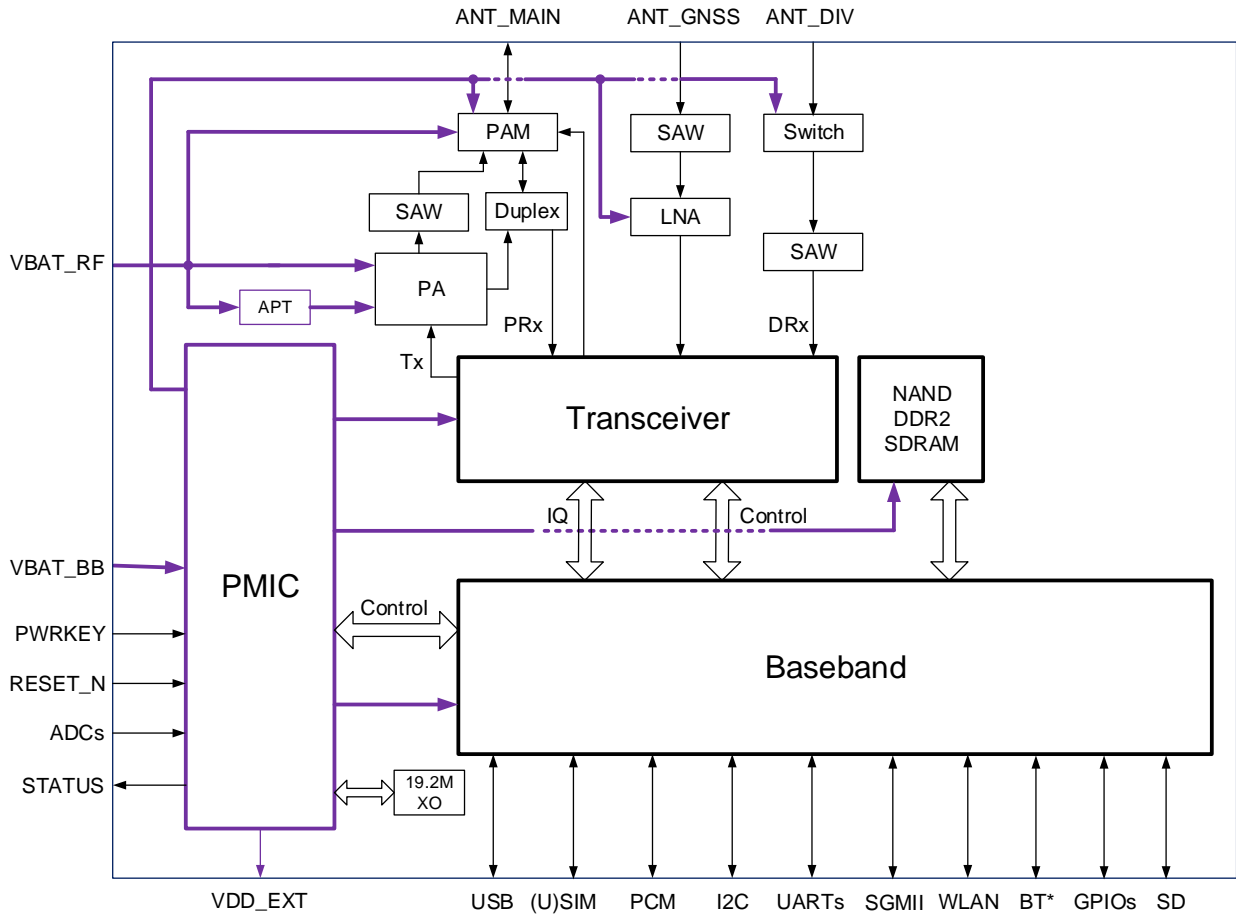 ANT_MAIN
ANT_GNSS
ANT_DIV
PAM
SAW
Switch
SAW
Duplex
LNA
SAW
VBAT_RF
PA
APT
PRx
DRx
Tx
Transceiver
NAND
DDR2
SDRAM
IQ
Control
VBAT_BB
PMIC
Control
PWRKEY
Baseband
RESET_N
ADCs
STATUS
19.2M
XO
VDD_EXT
USB
(U)SIM
PCM
I2C
UARTs
SGMII
WLAN
BT*
GPIOs
SD